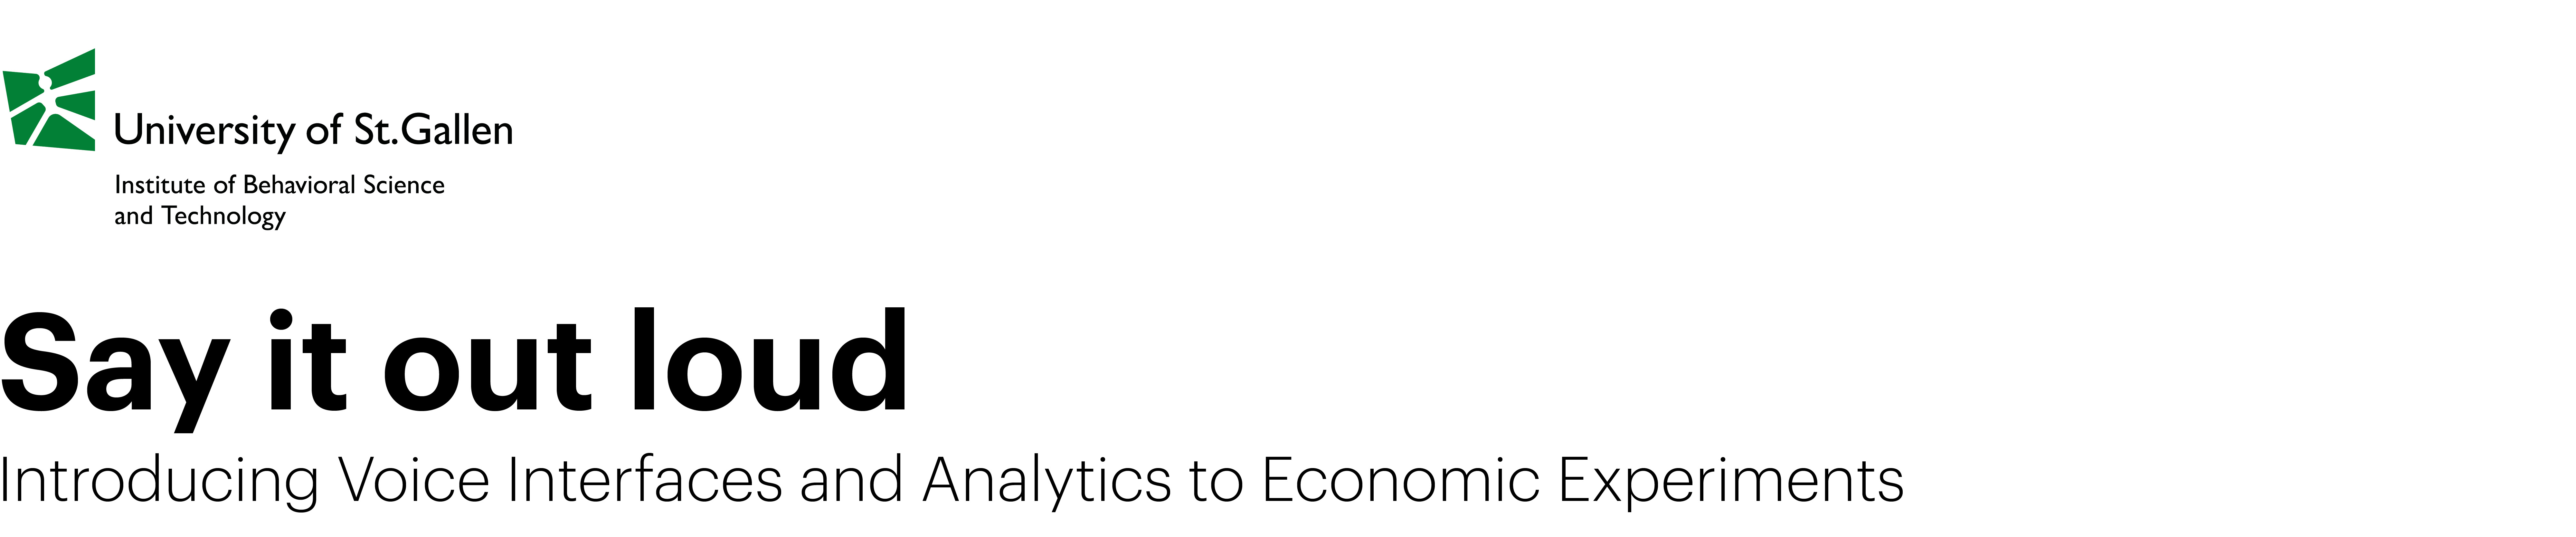 University of St.Gallen
Institute of Behavioral Science
and Technology
Say it out loud
Introducing Voice Interfaces and Analytics to Economic Experiments